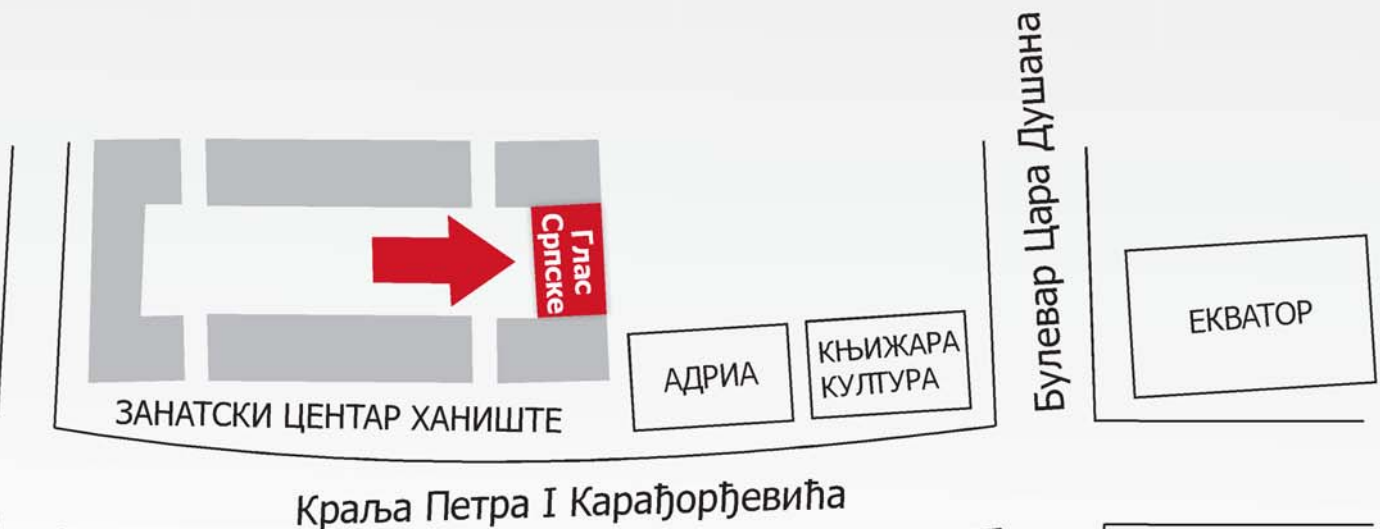 Булевар Цара Душана
Глас
Српске
ЕКВАТОР
АДРИА
КЊИЖАРА
КУЛТУРА
ЗАНАТСКИ ЦЕНТАР ХАНИШТЕ
Краља Петра I Карађорђевића